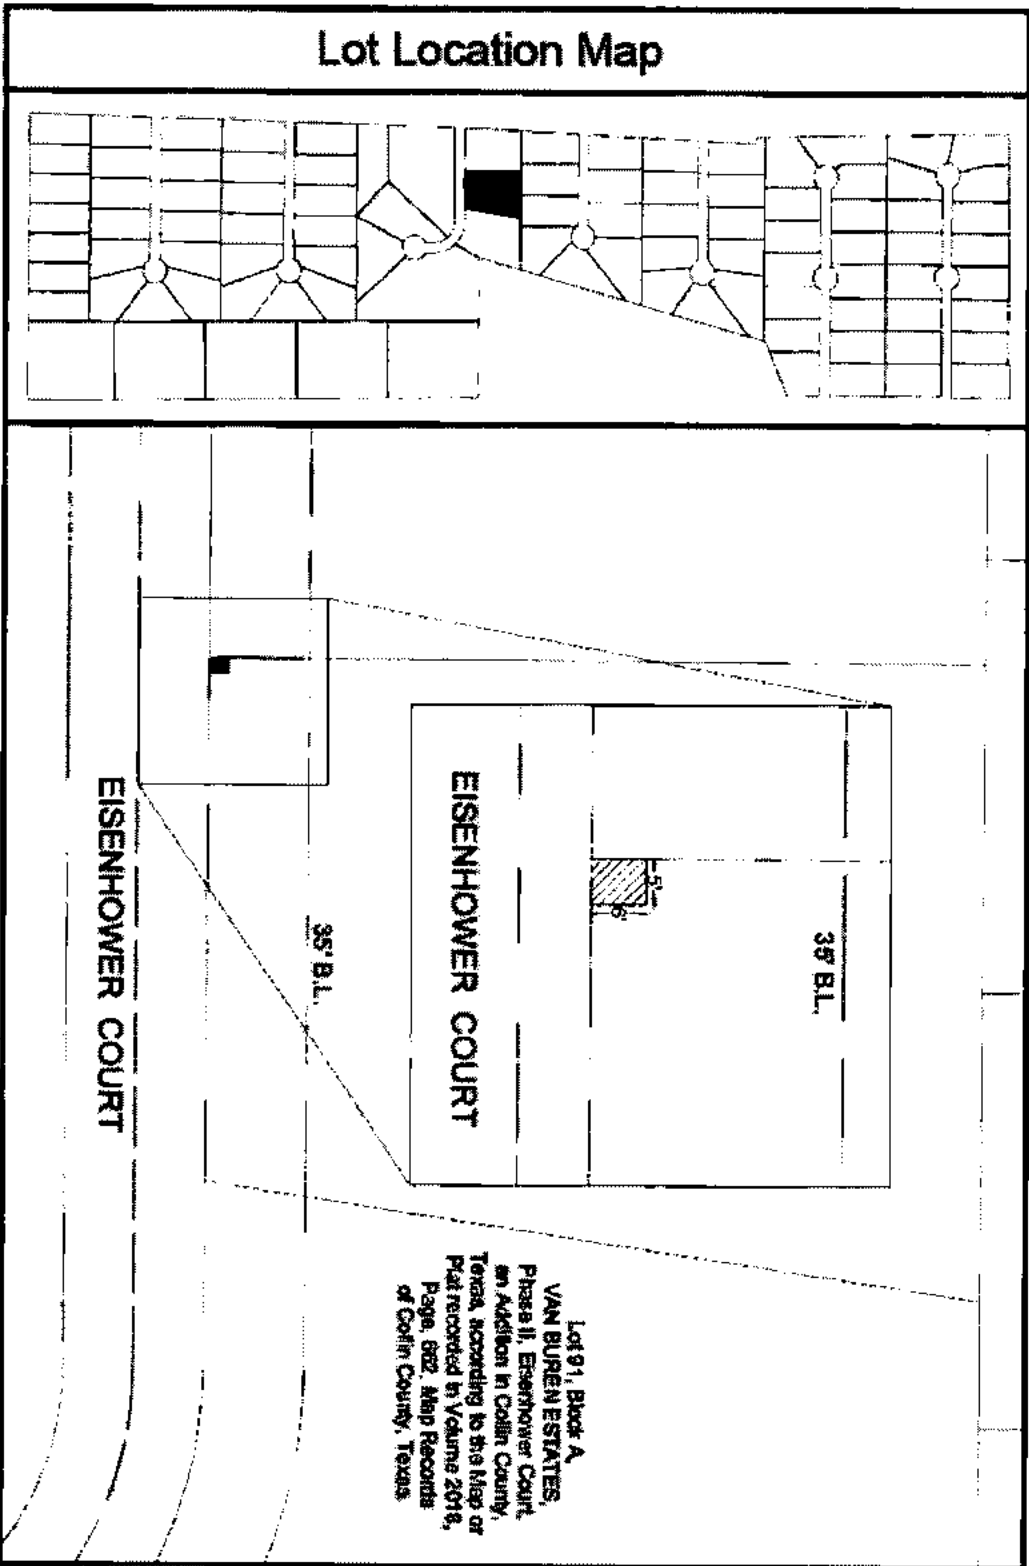 Lot Location Map
EISENHOWER COURT
35' B.L.
5'
6'
35' B.L.
EISENHOWER COURT
Lot 91, Block A,
VAN BUREN ESTATES,
Phase II, Eisenhower Court,
an Addition in Collin County,
Texas, according to the Map or
Plat recorded in Volume 2018,
Page, 662, Map Records
of Collin County, Texas